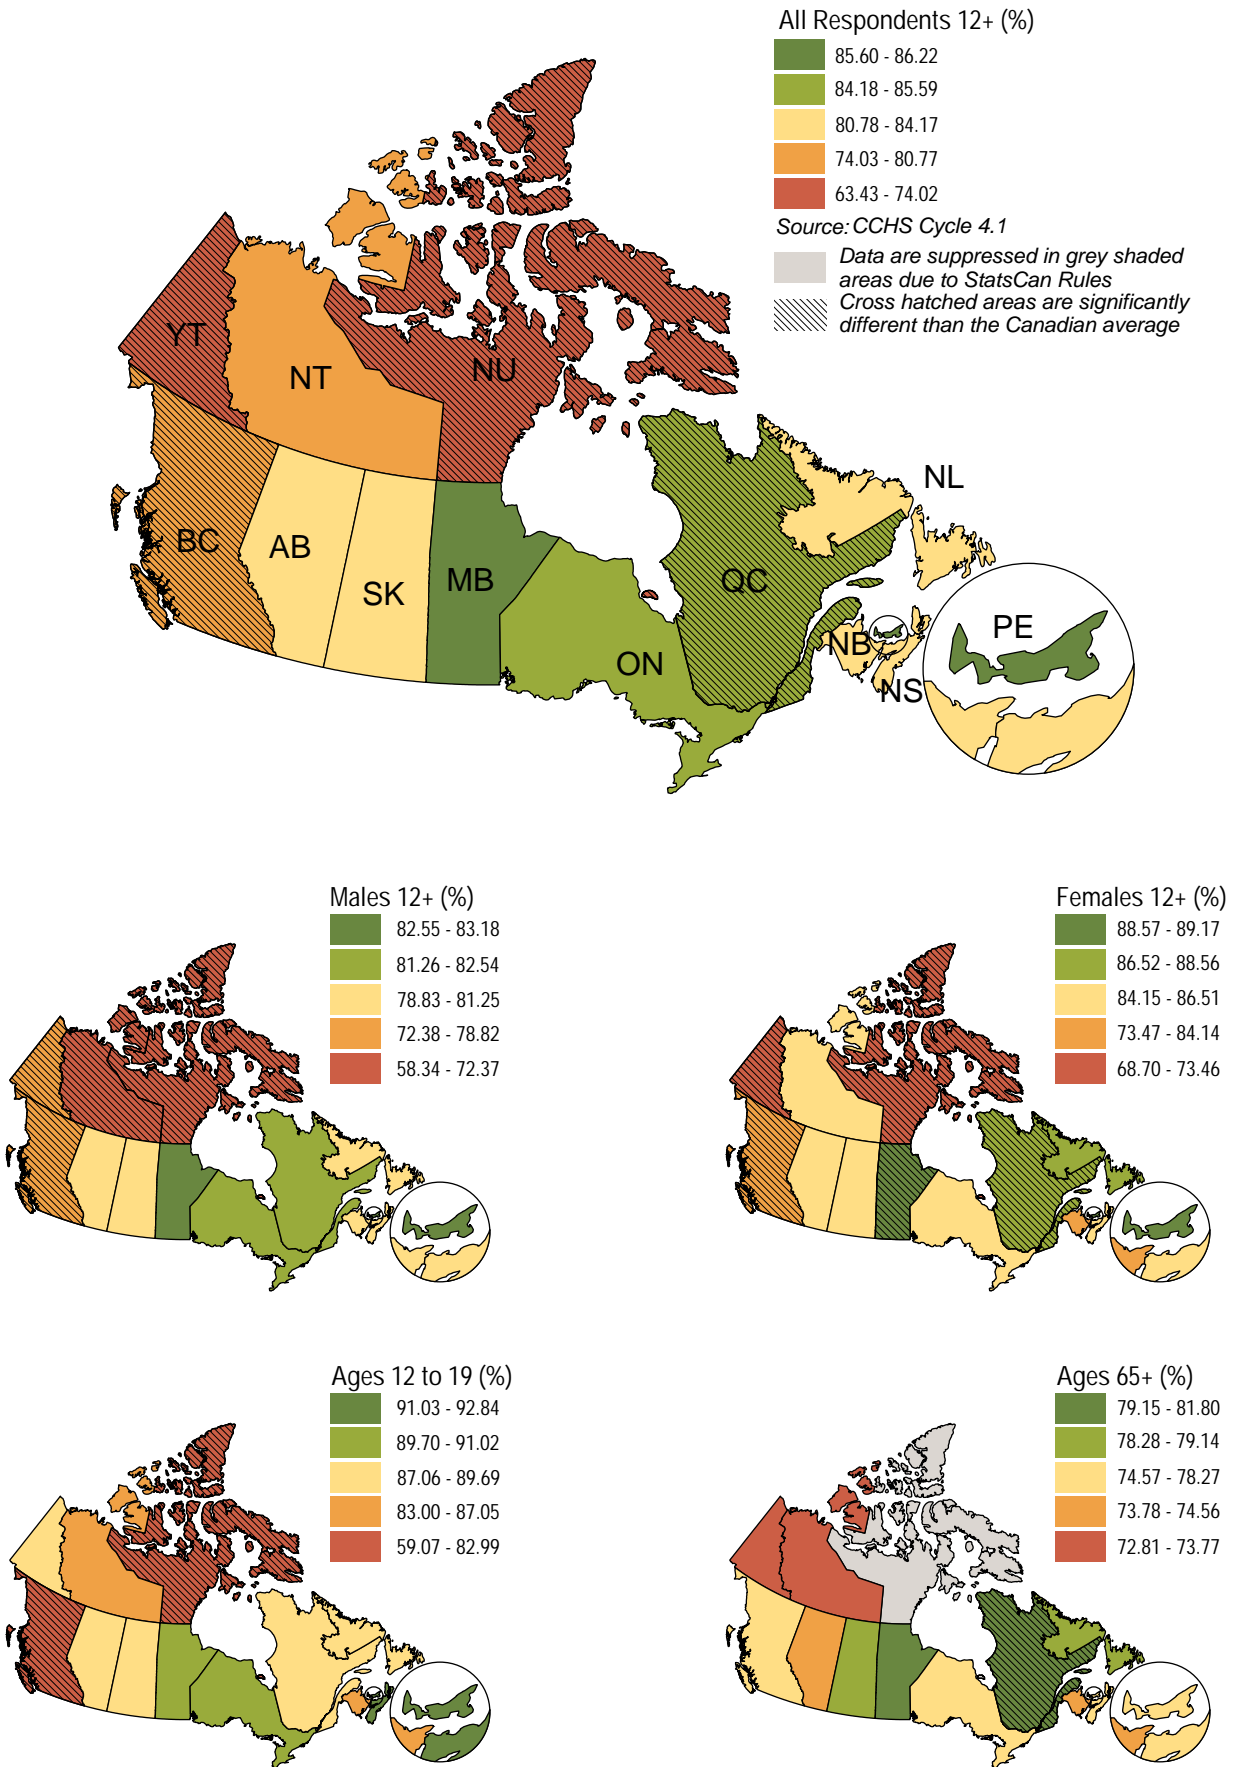 All Respondents 12+ (%)
85.60 - 86.22
84.18 - 85.59
80.78 - 84.17
74.03 - 80.77
63.43 - 74.02
Source: CCHS Cycle 4.1
Data are suppressed in grey shaded
areas due to StatsCan Rules
Cross hatched areas are significantly
different than the Canadian average
YT
NT
NU
NL
BC
AB
SK
MB
QC
ON
NB
PE
NS
Males 12+ (%)
82.55 - 83.18
81.26 - 82.54
78.83 - 81.25
72.38 - 78.82
58.34 - 72.37
Females 12+ (%)
88.57 - 89.17
86.52 - 88.56
84.15 - 86.51
73.47 - 84.14
68.70 - 73.46
Ages 12 to 19 (%)
91.03 - 92.84
89.70 - 91.02
87.06 - 89.69
83.00 - 87.05
59.07 - 82.99
Ages 65+ (%)
79.15 - 81.80
78.28 - 79.14
74.57 - 78.27
73.78 - 74.56
72.81 - 73.77